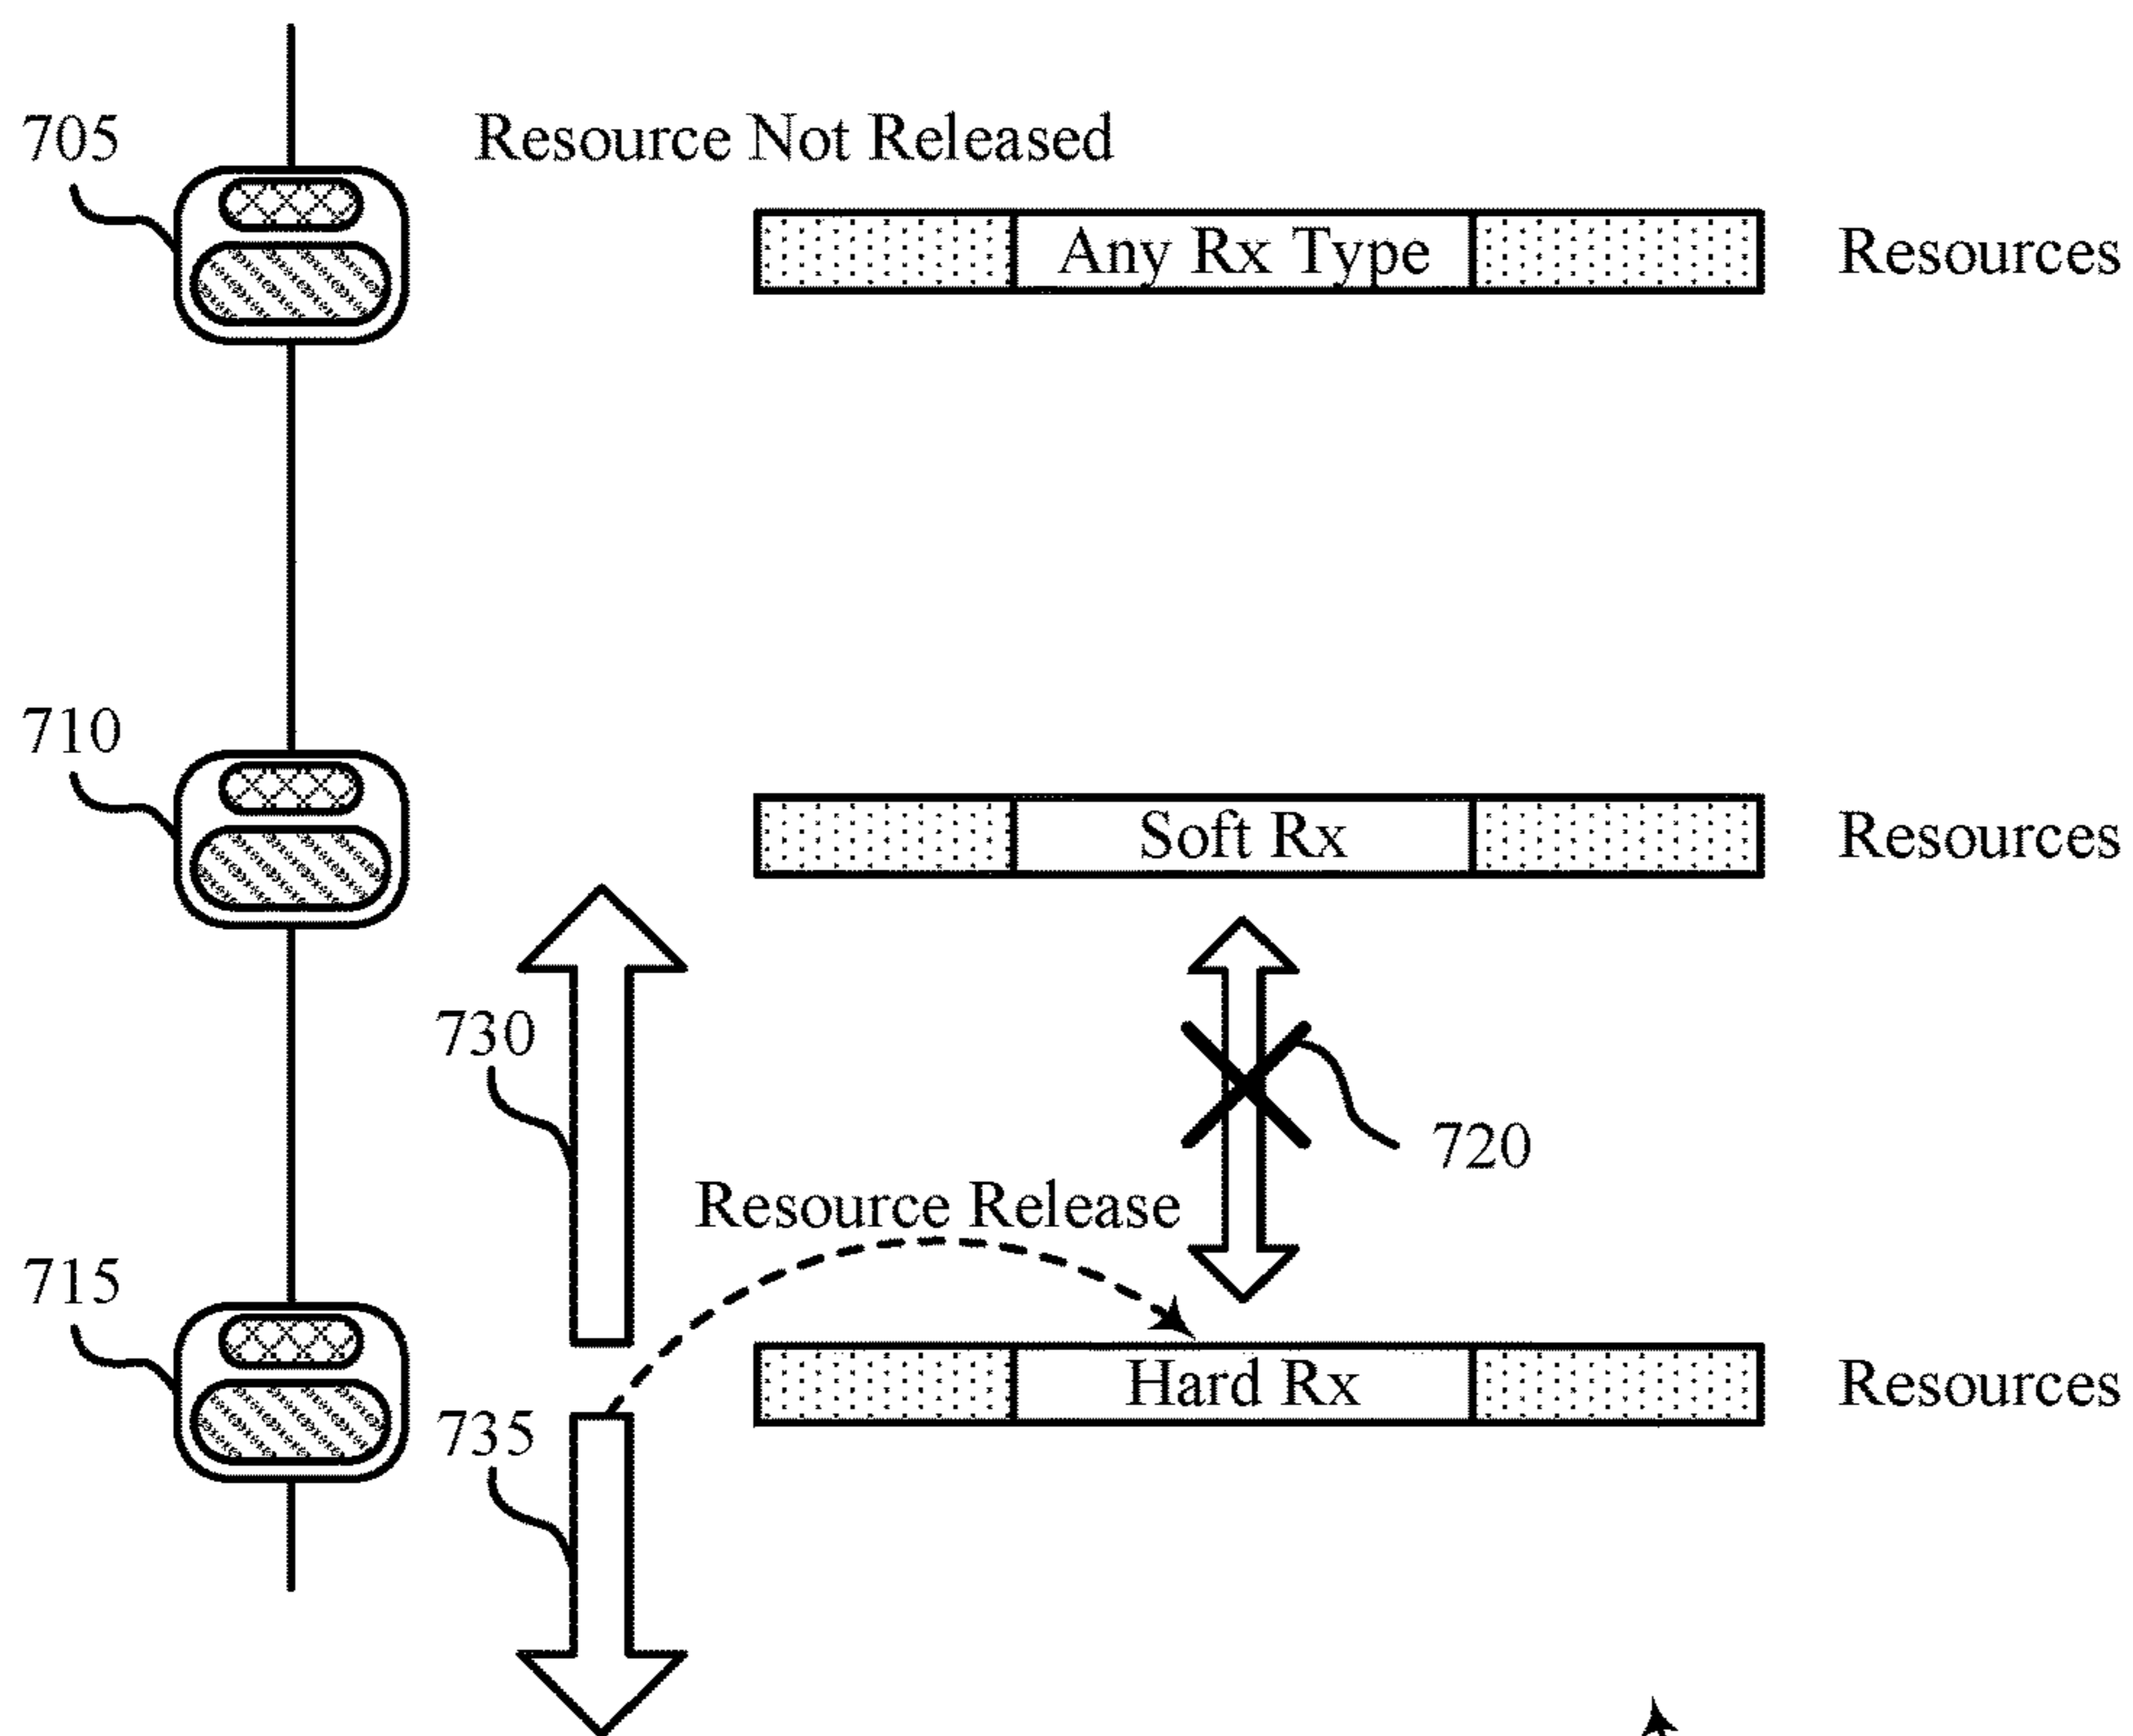 705
Resource Not Released
Any Rx Type
Resources
710
Soft Rx
Resources
730
720
Resource Release
715
Hard Rx
Resources
735